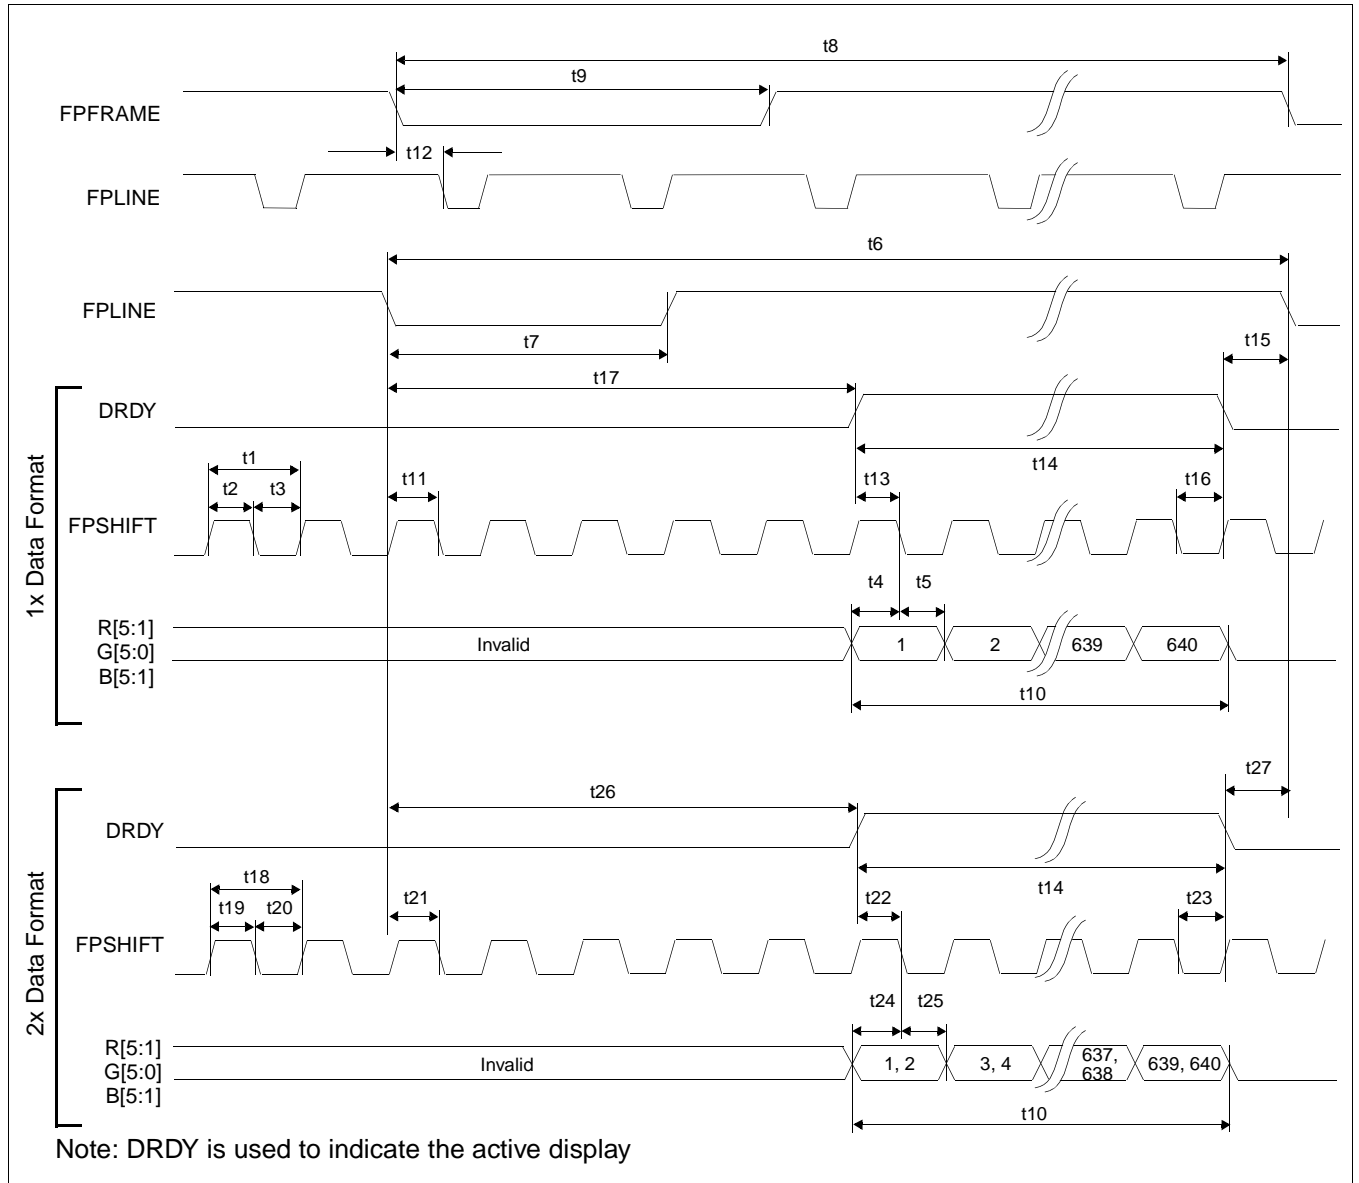 t8
t9
FPFRAME
t12
FPLINE
t6
FPLINE
t7
t15
t17
DRDY
t14
t1
t2 t3
t11
t13
t16
FPSHIFT
1x Data Format
t4 t5
R[5:1]
G[5:0]
B[5:1]
Invalid
1 2 639 640
t10
t27
t26
DRDY
t14
t18
t19 t20
t21
t22
t23
FPSHIFT
2x Data Format
t24 t25
R[5:1]
G[5:0]
B[5:1]
Invalid
1, 2 3, 4 637, 638 639, 640
t10
Note: DRDY is used to indicate the active display